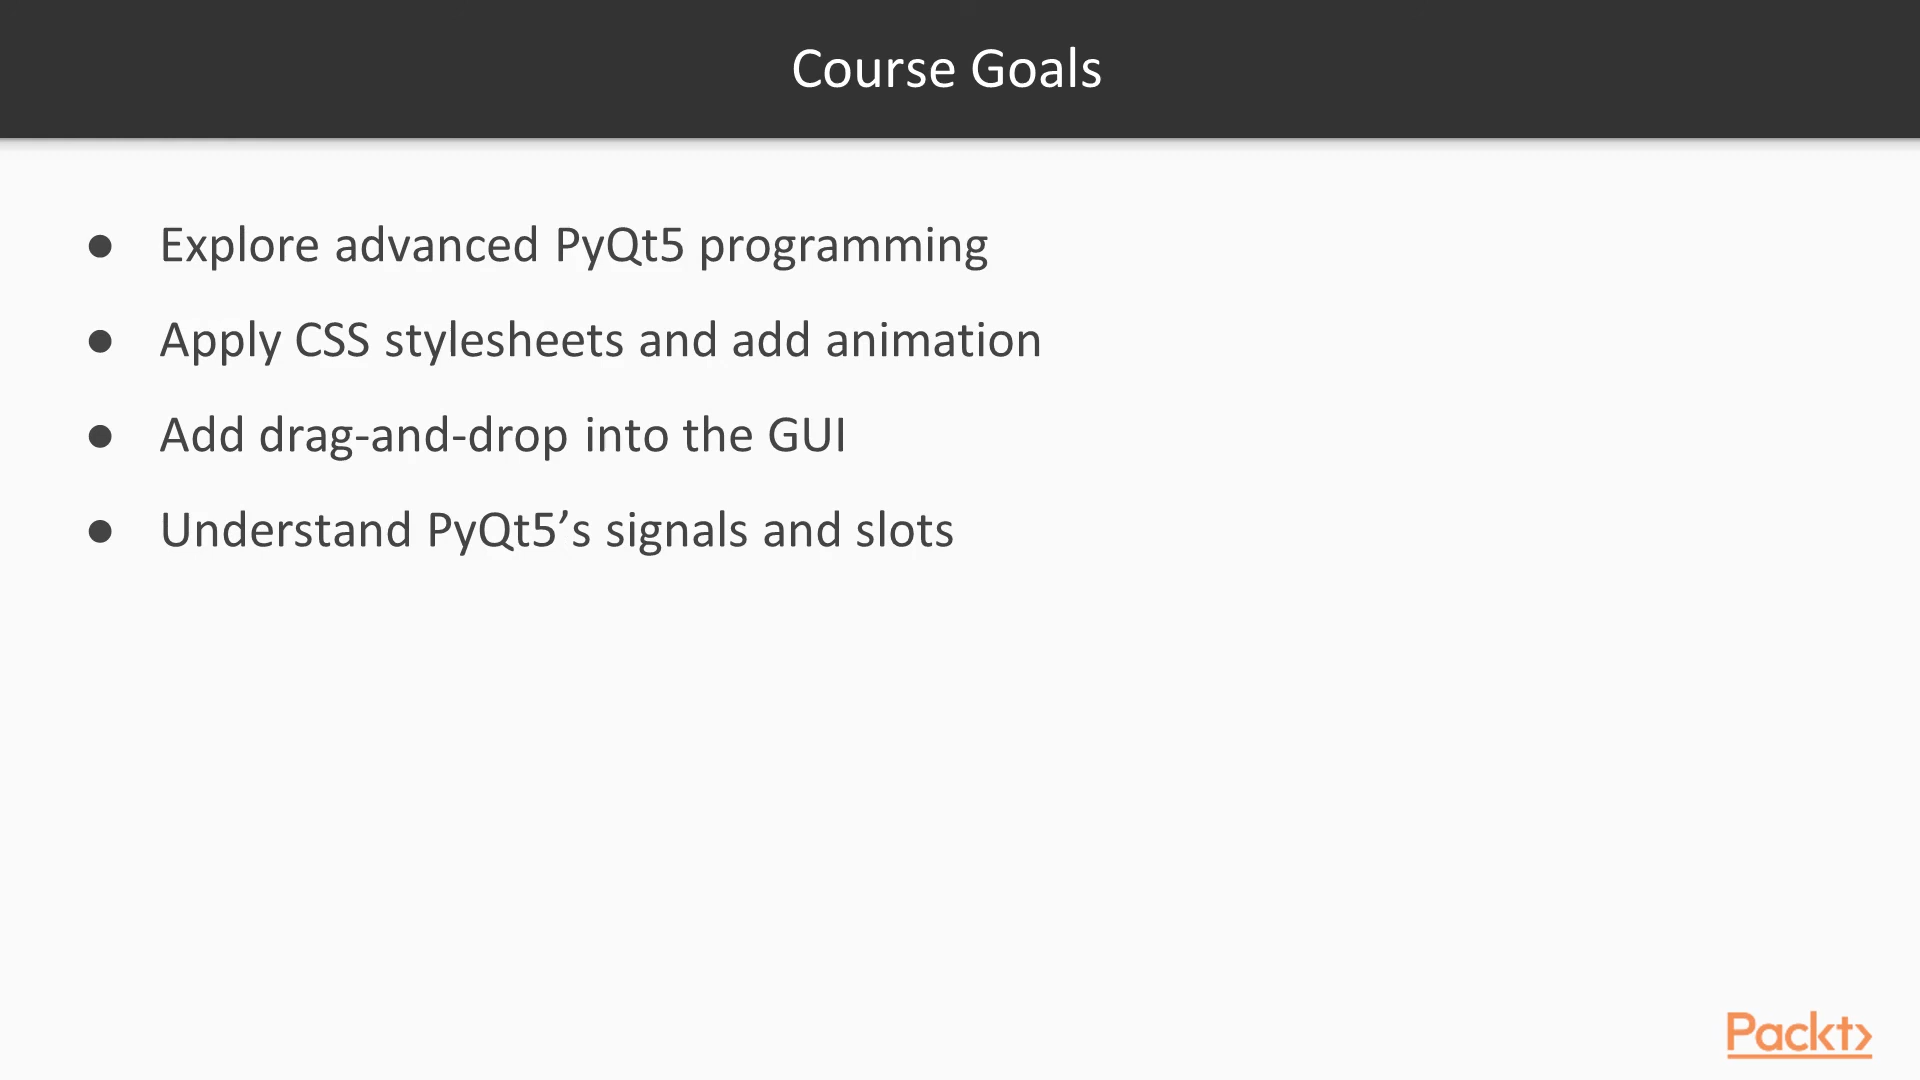 Course Goals
● Explore advanced PyQt5 programming
● Apply CSS stylesheets and add animation
● Add drag-and-drop into the GUI
● Understand PyQt5’s signals and slots
Packt>